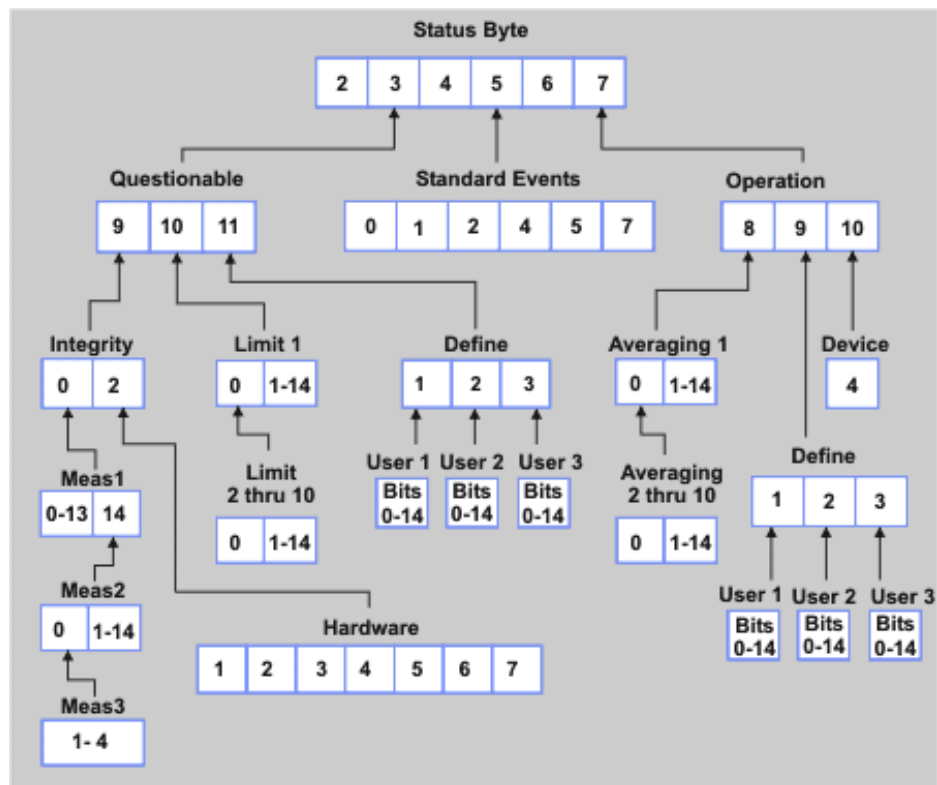 Status Byte
2 3 4 5 6 7
Questionable Standard Events Operation
9 10 11 0 1 2 4 5 7 8 9 10
Integrity Limit 1 Define Averaging 1 Device
0 2 0 1-14 1 2 3 0 1-14 4
Meas1 Limit User 1 User 2 User 3 Averaging Define
0-13 14 2 thru 10 Bits Bits Bits 2 thru 10 1 2 3
0-14 0-14 0-14
0 1-14 0 1-14
Meas2 User 1 User 2 User 3
0 1-14 Hardware Bits Bits Bits
0-14 0-14 0-14
1 2 3 4 5 6 7
Meas3
1- 4